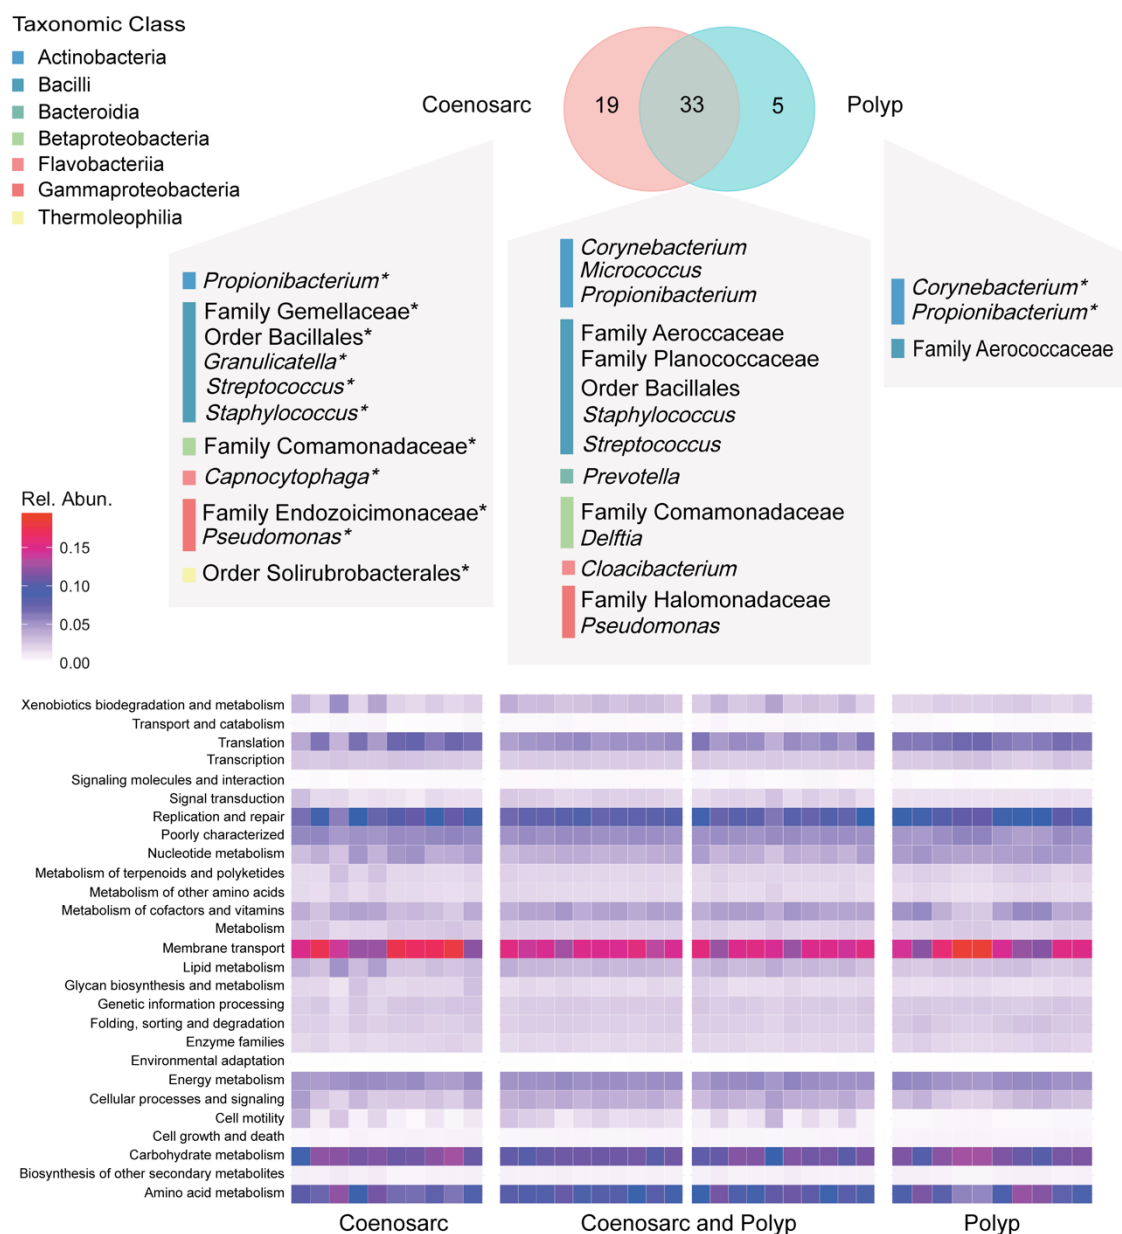 Taxonomic Class
Actinobacteria
Bacilli
Bacteroidia
Betaproteobacteria
Flavobacteriia
Gammaproteobacteria
Thermoleophilia
Coenosarc
19
33
5
Polyp
Propionibacterium*
Family Gemellaceae*
Order Bacillales*
Granulicatella*
Streptococcus*
Staphylococcus*
Family Comamonadaceae*
Capnocytophaga*
Family Endozoicimonaceae*
Pseudomonas*
Order Solirubrobacterales*
Corynebacterium
Micrococcus
Propionibacterium
Family Aeroccaceae
Family Planococcaceae
Order Bacillales
Staphylococcus
Streptococcus
Prevotella
Family Comamonadaceae
Delftia
Cloacibacterium
Family Halomonadaceae
Pseudomonas
Corynebacterium*
Propionibacterium*
Family Aerococcaceae
Rel. Abun.
0.15
0.10
0.05
0.00
Xenobiotics biodegradation and metabolism
Transport and catabolism
Translation
Transcription
Signaling molecules and interaction
Signal transduction
Replication and repair
Poorly characterized
Nucleotide metabolism
Metabolism of terpenoids and polyketides
Metabolism of other amino acids
Metabolism of cofactors and vitamins
Metabolism
Membrane transport
Lipid metabolism
Glycan biosynthesis and metabolism
Genetic information processing
Folding, sorting and degradation
Enzyme families
Environmental adaptation
Energy metabolism
Cellular processes and signaling
Cell motility
Cell growth and death
Carbohydrate metabolism
Biosynthesis of other secondary metabolites
Amino acid metabolism
Coenosarc
Coenosarc and Polyp
Polyp